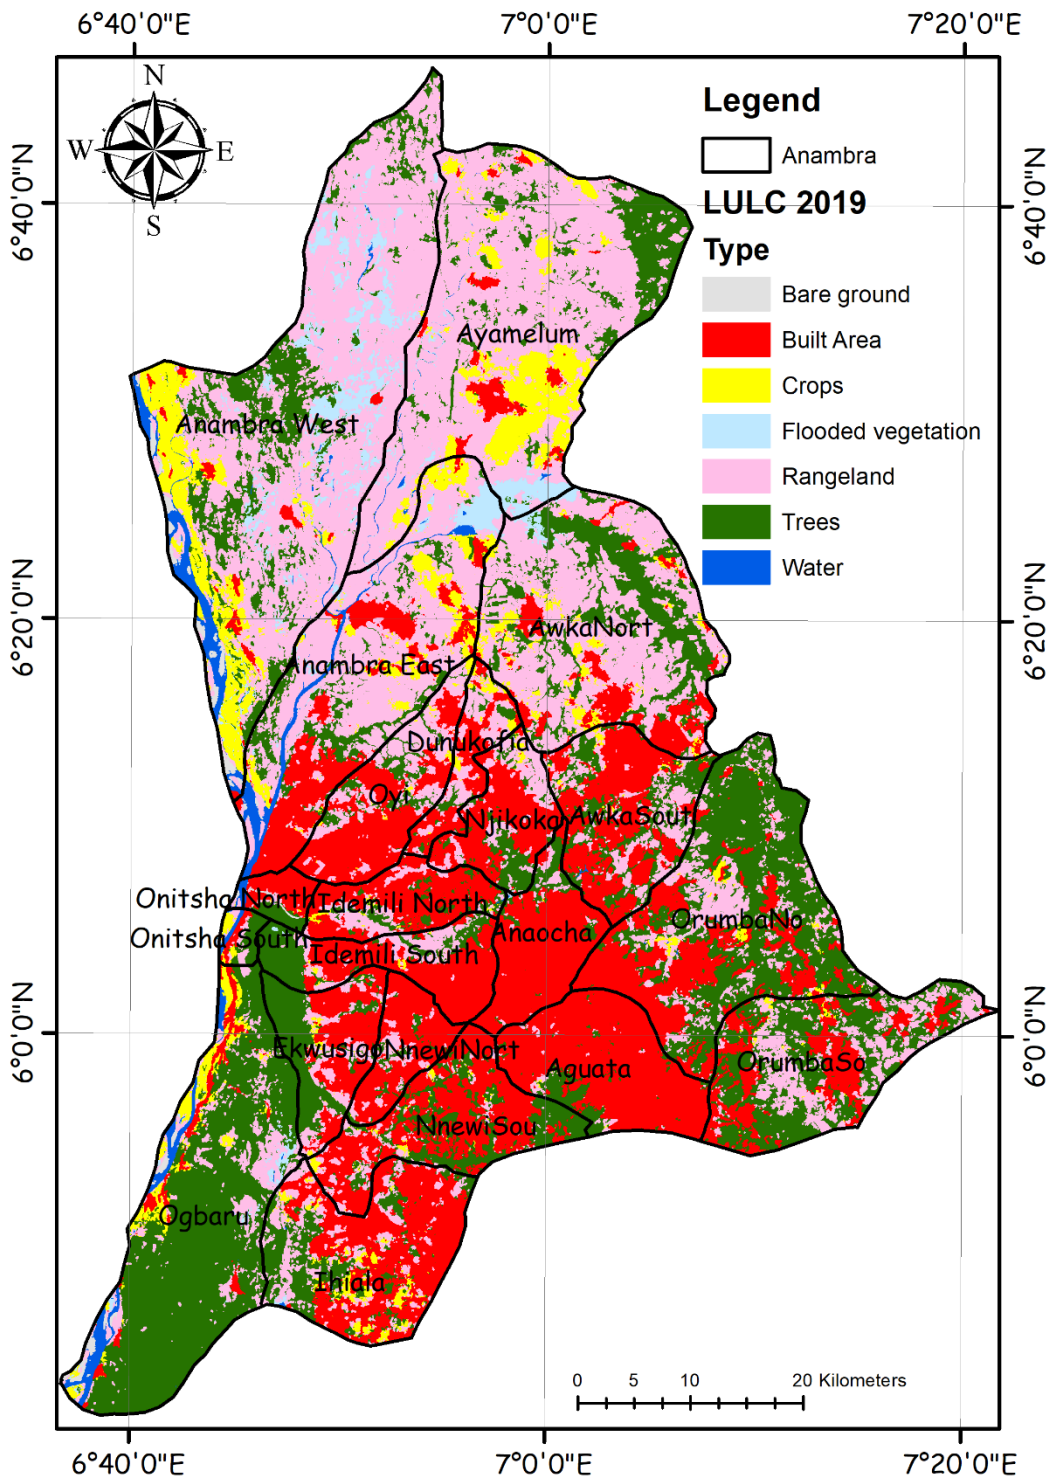 6°40'0"E 7°0'0"E 7°20'0"E
N
W E
S
Legend
Anambra
LULC 2019
Type
Bare ground
Built Area
Crops
Flooded vegetation
Rangeland
Trees
Water
6°40'0"N 6°40'0"N
Ayamelum
Anambra West
6°20'0"N 6°20'0"N
AwkaNort
Anambra East
Dunukofia
Oyi
Njikoka
AwkaSout
Onitsha North
Idemili North
OrumbaNo
Onitsha South
Anaocha
Idemili South
6°0'0"N 6°0'0"N
Ekwusigo
NnewiNort
Aguata
OrumbaSo
NnewiSou
Ogbaru
Ihiala
0 5 10 20 Kilometers
6°40'0"E 7°0'0"E 7°20'0"E